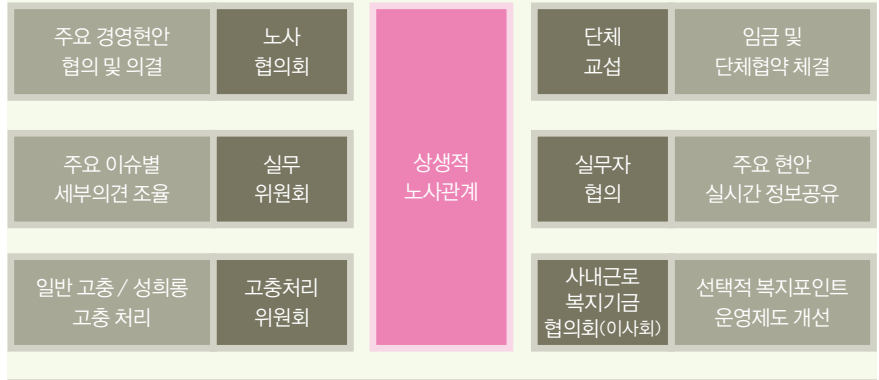 주요 경영현안
협의 및 의결
노사
협의회
단체
교섭
임금 및
단체협약 체결
주요 이슈별
세부의견 조율
실무
위원회
상생적
노사관계
실무자
협의
주요 현안
실시간 정보공유
일반 고충 / 성희롱
고충 처리
고충처리
위원회
사내근로
복지기금
협의회(이사회)
선택적 복지포인트
운영제도 개선